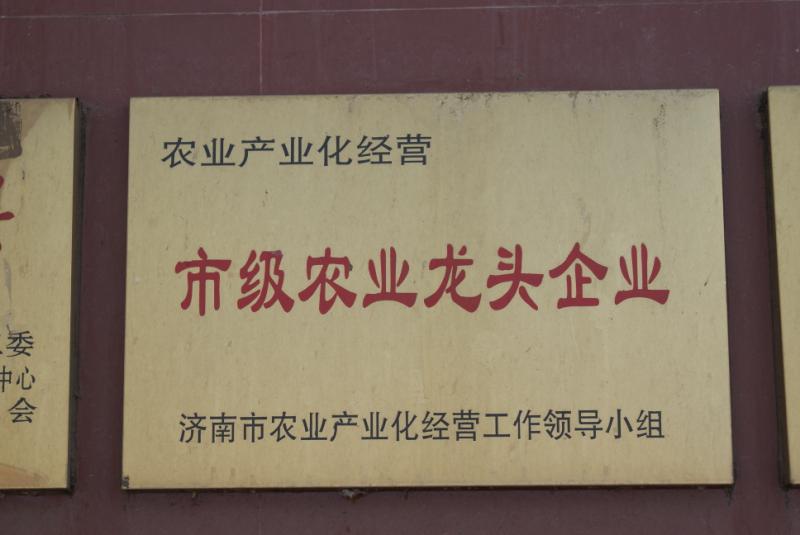 农业产业化经营
市级农业龙头企业
济南市农业产业化经营工作领导小组
委
中心
会